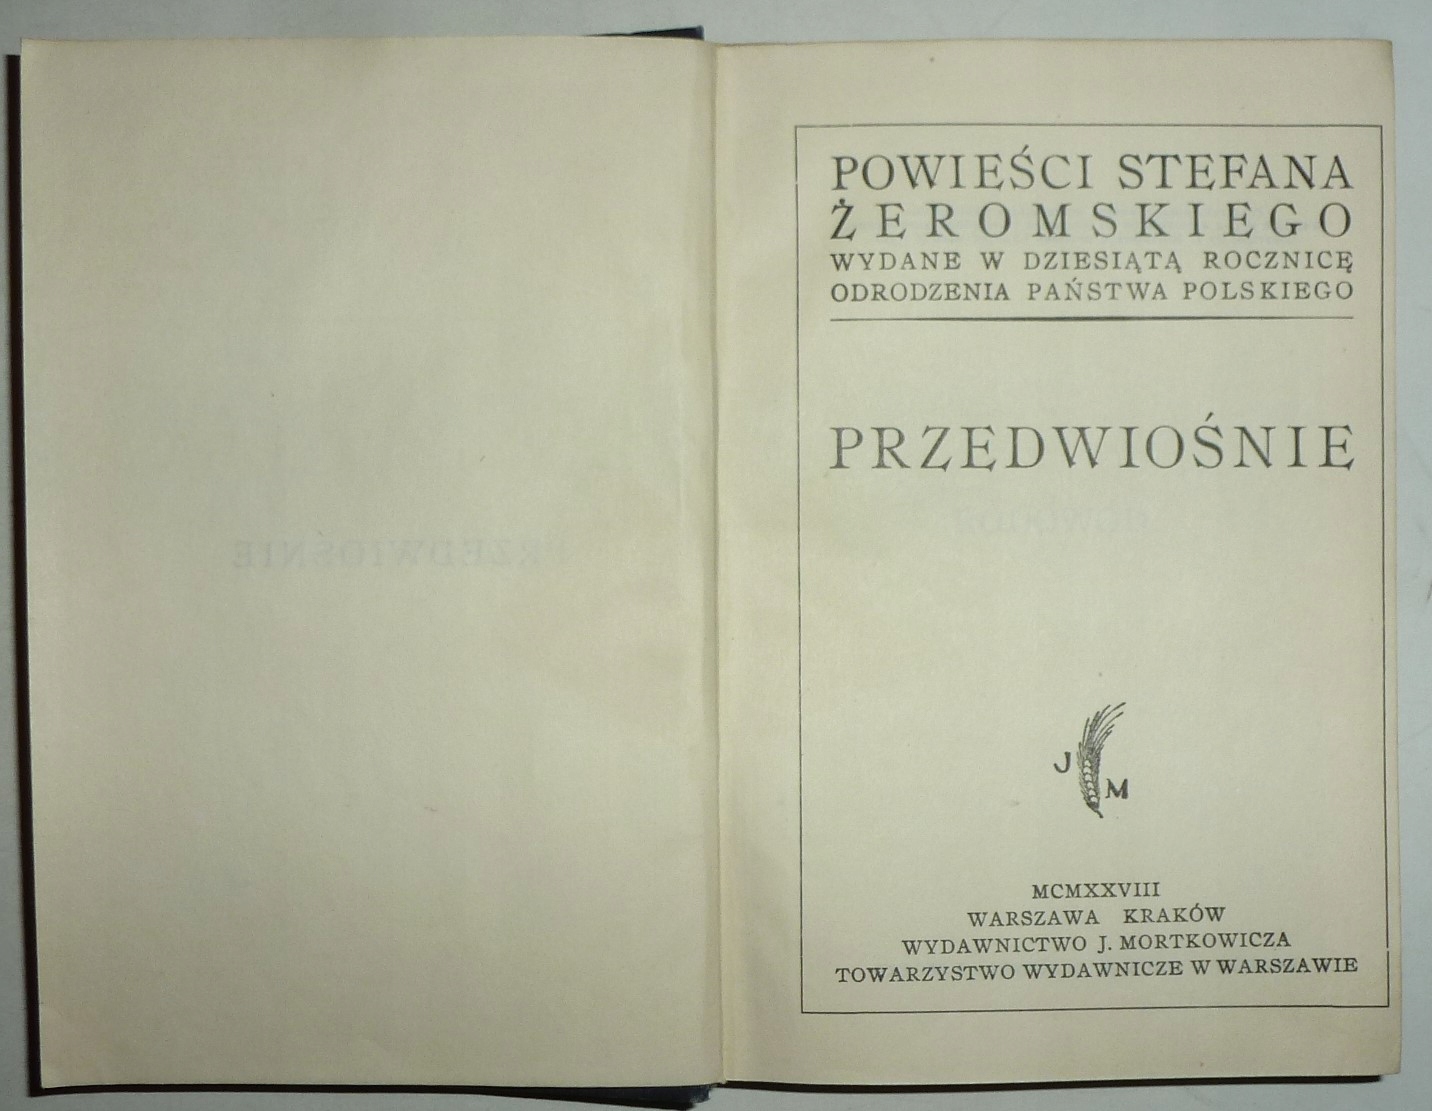 POWIEŚCI STEFANA
ŻEROMSKIEGO
WYDANE W DZIESIĄTĄ ROCZNICĘ
ODRODZENIA PAŃSTWA POLSKIEGO
PRZEDWIOŚNIE
J M
MCMXXVIII
WARSZAWA KRAKÓW
WYDAWNICTWO J. MORTKOWICZA
TOWARZYSTWO WYDAWNICZE W WARSZAWIE